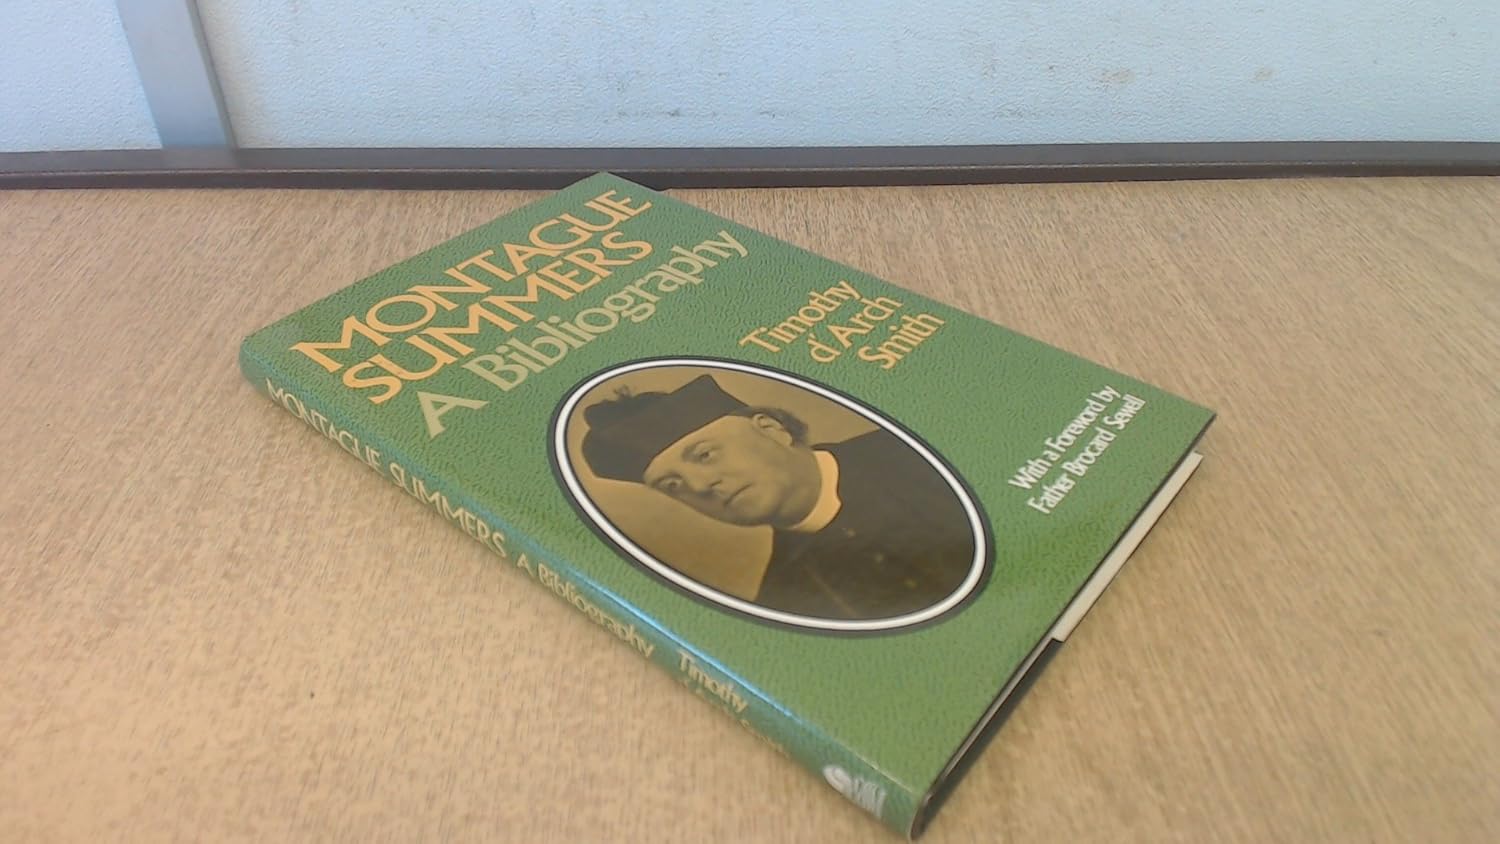 MONTAGUE
SUMMERS
A Bibliography
Timothy
d'Arch
Smith
With a Foreword by
Father Brocard Sewell
MONTAGUE SUMMERS A Bibliography Timothy